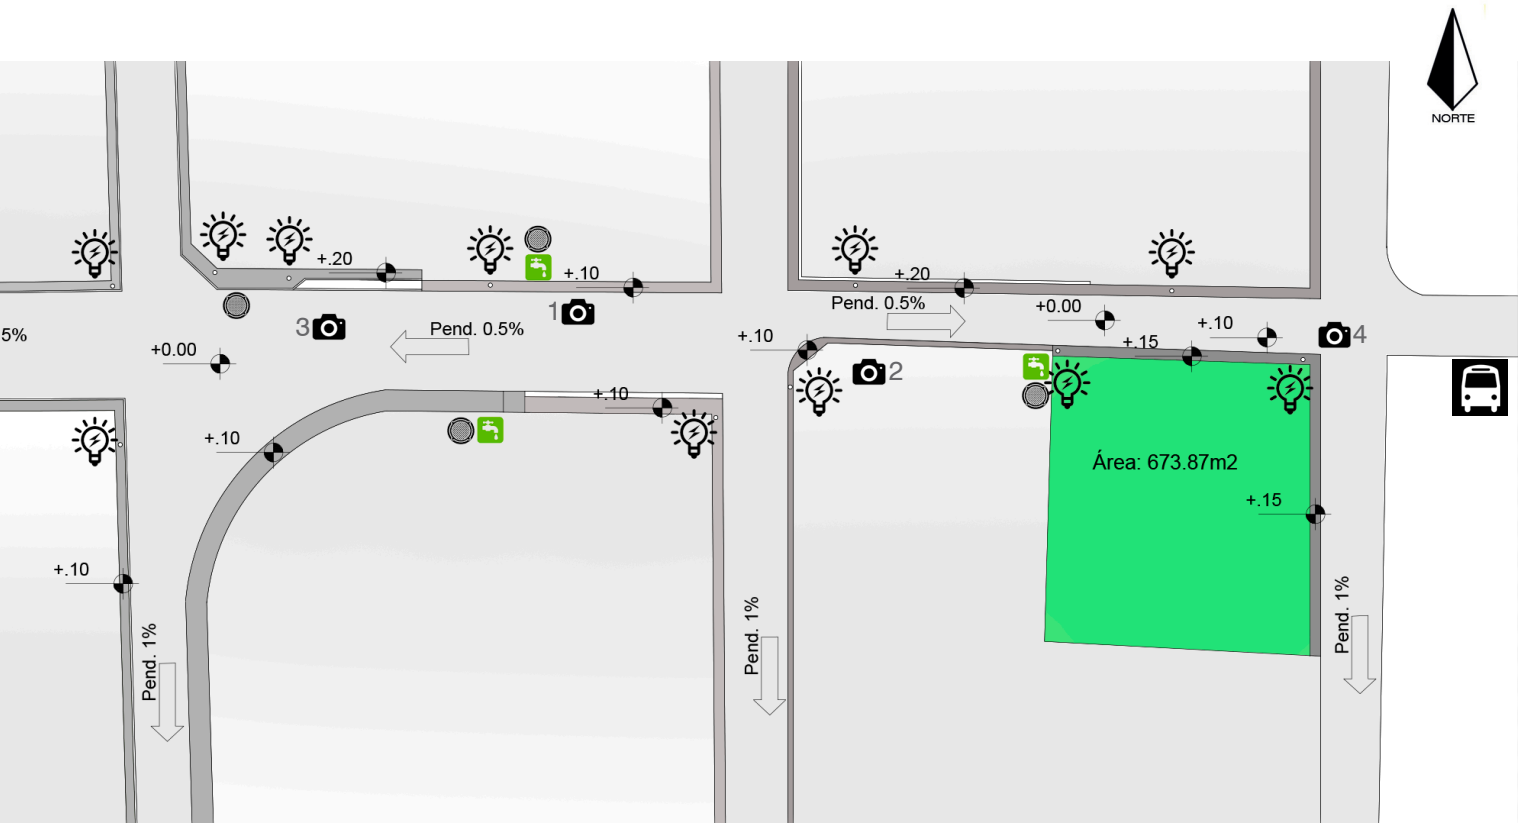 NORTE
+.20
+.10
+.20
1
Pend. 0.5%
+0.00
+.10
3
Pend. 0.5%
5%
+.10
4
+.15
+0.00
2
+.10
+.10
Área: 673.87m2
+.15
+.10
Pend. 1%
Pend. 1%
Pend. 1%